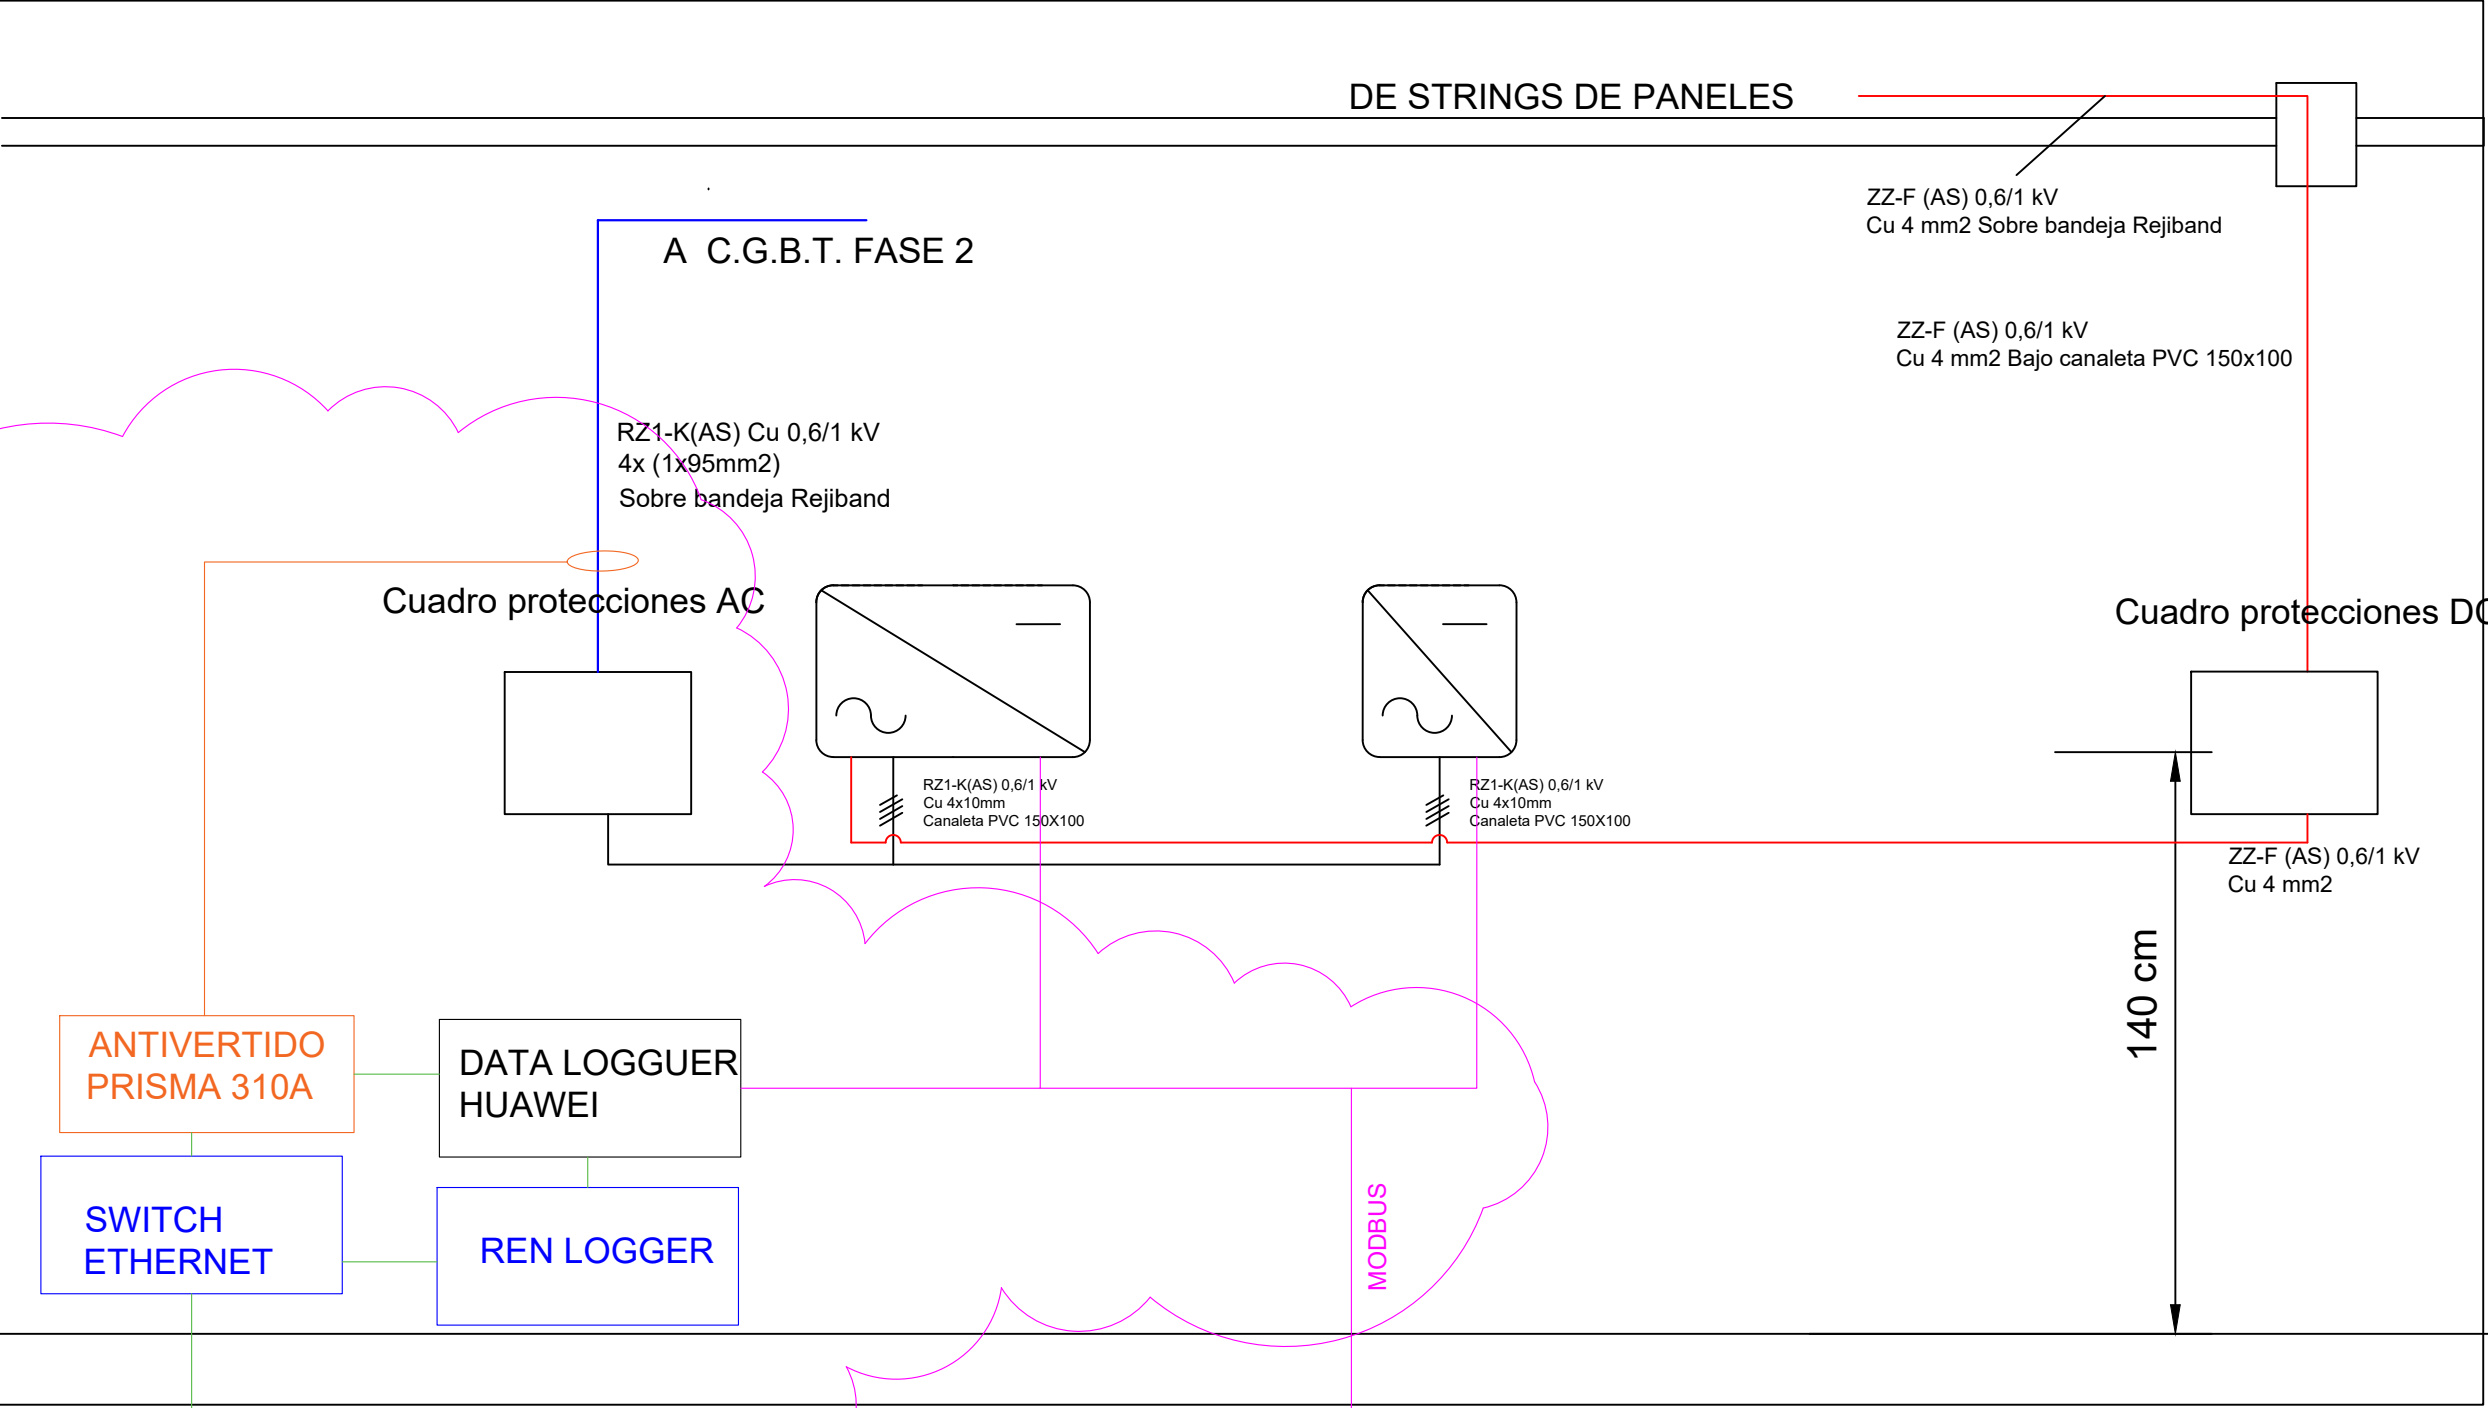 DE STRINGS DE PANELES
ZZ-F (AS) 0,6/1 kV
Cu 4 mm2 Sobre bandeja Rejiband
A C.G.B.T. FASE 2
ZZ-F (AS) 0,6/1 kV
Cu 4 mm2 Bajo canaleta PVC 150x100
RZ1-K(AS) Cu 0,6/1 kV
4x (1x95mm2)
Sobre bandeja Rejiband
Cuadro protecciones AC
Cuadro protecciones DC
RZ1-K(AS) 0,6/1 kV
Cu 4x10mm
Canaleta PVC 150X100
RZ1-K(AS) 0,6/1 kV
Cu 4x10mm
Canaleta PVC 150X100
ZZ-F (AS) 0,6/1 kV
Cu 4 mm2
140 cm
ANTIVERTIDO
PRISMA 310A
DATA LOGGUER
HUAWEI
SWITCH
ETHERNET
REN LOGGER
MODBUS